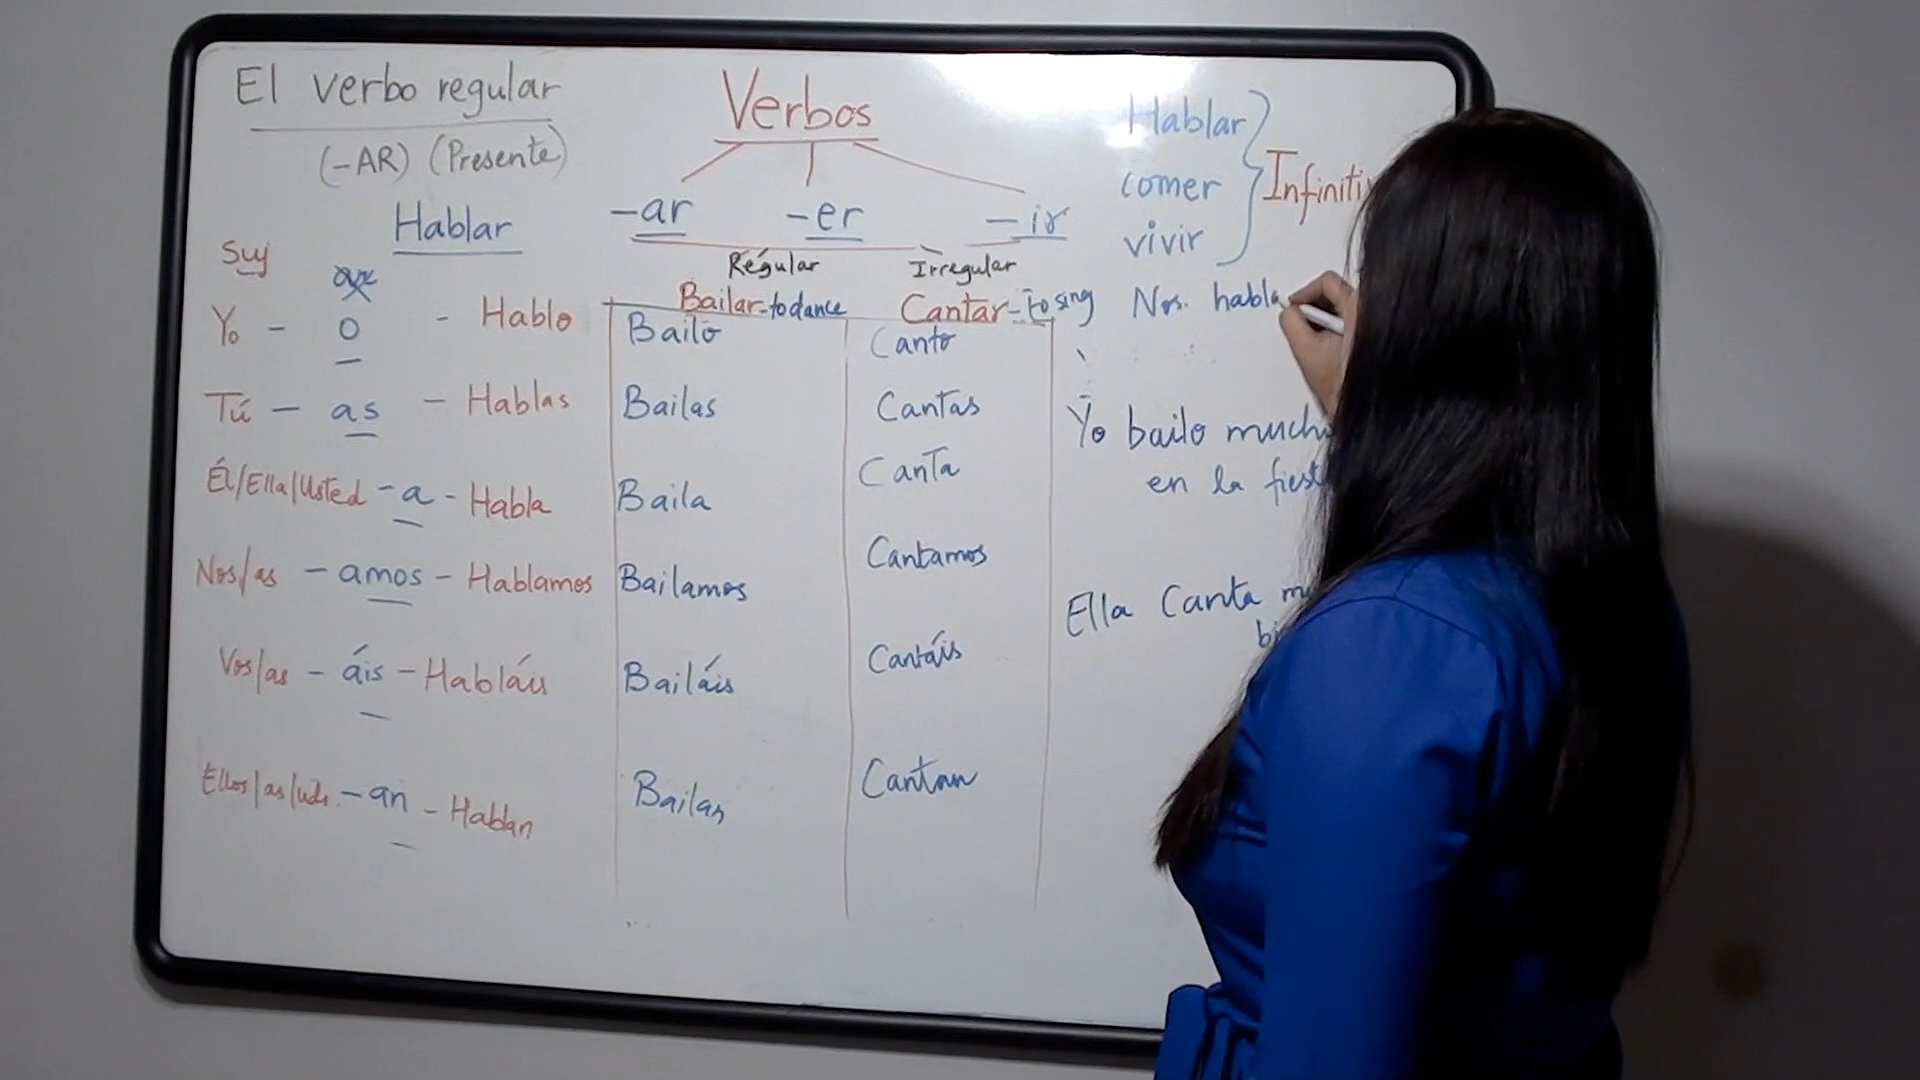 El verbo regular
(-AR) (Presente)
Hablar
Suj
Yo - o - Hablo
Tú - as - Hablas
Él/Ella/Usted - a - Habla
Nos/as - amos - Hablamos
Vos/as - áis - Habláis
Ellos/as/uds. - an - Hablan
Verbos
-ar -er -ir
Regular Irregular
Bailar-to dance
Bailo
Bailas
Baila
Bailamos
Bailáis
Bailan
Cantar-to sing
Canto
Cantas
Canta
Cantamos
Cantáis
Cantan
Hablar
comer
vivir
Infiniti
Nos. habla
Yo bailo much
en la fiest
Ella Canta m
bi